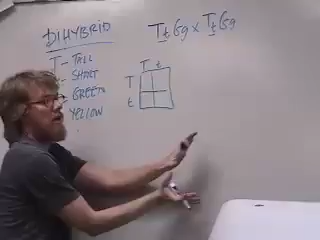 DIHYBRID
TtGg x TtGg
T - TALL
SHORT
GREEN
YELLOW
T t
T
t